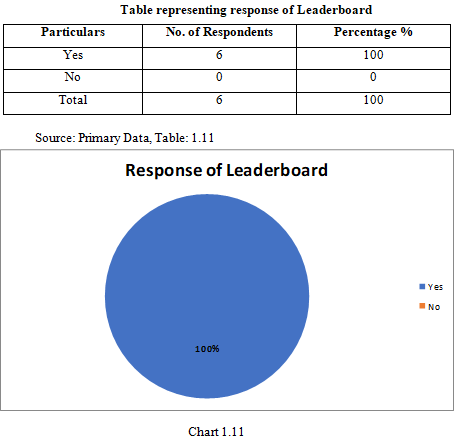 Table representing response of Leaderboard
Particulars No. of Respondents Percentage %
Yes 6 100
No 0 0
Total 6 100
Source: Primary Data, Table: 1.11
Response of Leaderboard
Yes
No
100%
Chart 1.11